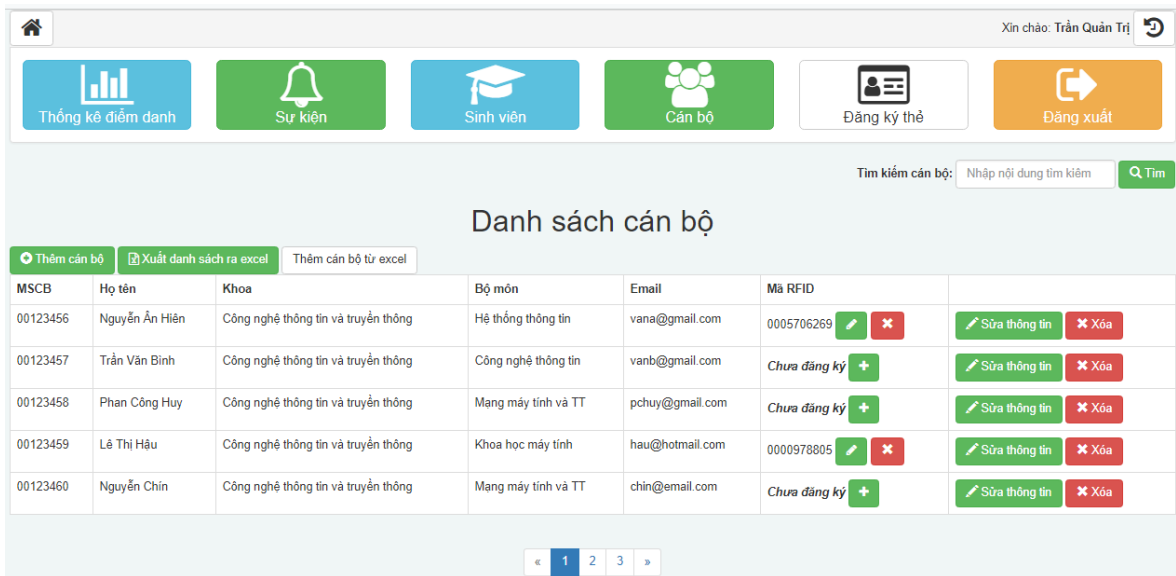 Xin chào: Trần Quản Trị
Thống kê điểm danh Sự kiện Sinh viên Cán bộ Đăng ký thẻ Đăng xuất
Tìm kiếm cán bộ: Nhập nội dung tìm kiếm Tìm
Danh sách cán bộ
Thêm cán bộ Xuất danh sách ra excel Thêm cán bộ từ excel
MSCB Họ tên Khoa Bộ môn Email Mã RFID
00123456 Nguyễn Ân Hiên Công nghệ thông tin và truyền thông Hệ thống thông tin vana@gmail.com 0005706269 Sửa thông tin Xóa
00123457 Trần Văn Bình Công nghệ thông tin và truyền thông Công nghệ thông tin vanb@gmail.com Chưa đăng ký Sửa thông tin Xóa
00123458 Phan Công Huy Công nghệ thông tin và truyền thông Mạng máy tính và TT pchuy@gmail.com Chưa đăng ký Sửa thông tin Xóa
00123459 Lê Thị Hậu Công nghệ thông tin và truyền thông Khoa học máy tính hau@hotmail.com 0000978805 Sửa thông tin Xóa
00123460 Nguyễn Chín Công nghệ thông tin và truyền thông Mạng máy tính và TT chin@email.com Chưa đăng ký Sửa thông tin Xóa
« 1 2 3 »